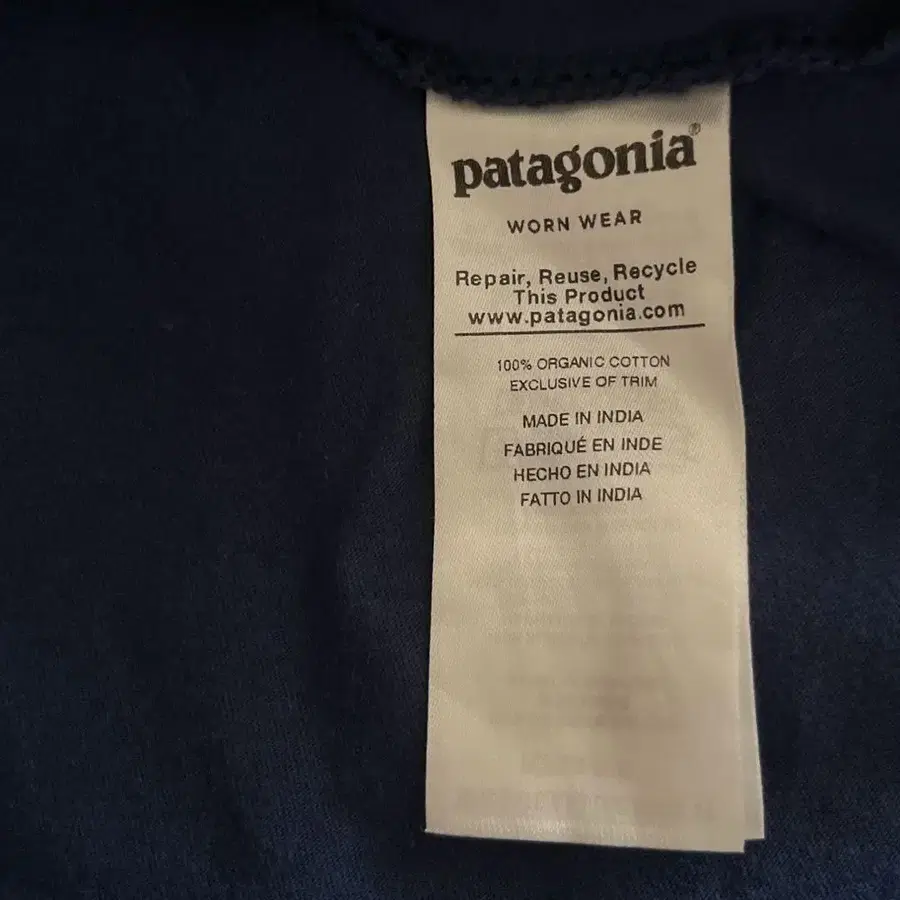 patagonia®
WORN WEAR
Repair, Reuse, Recycle
This Product
www.patagonia.com
100% ORGANIC COTTON
EXCLUSIVE OF TRIM
MADE IN INDIA
FABRIQUÉ EN INDE
HECHO EN INDIA
FATTO IN INDIA